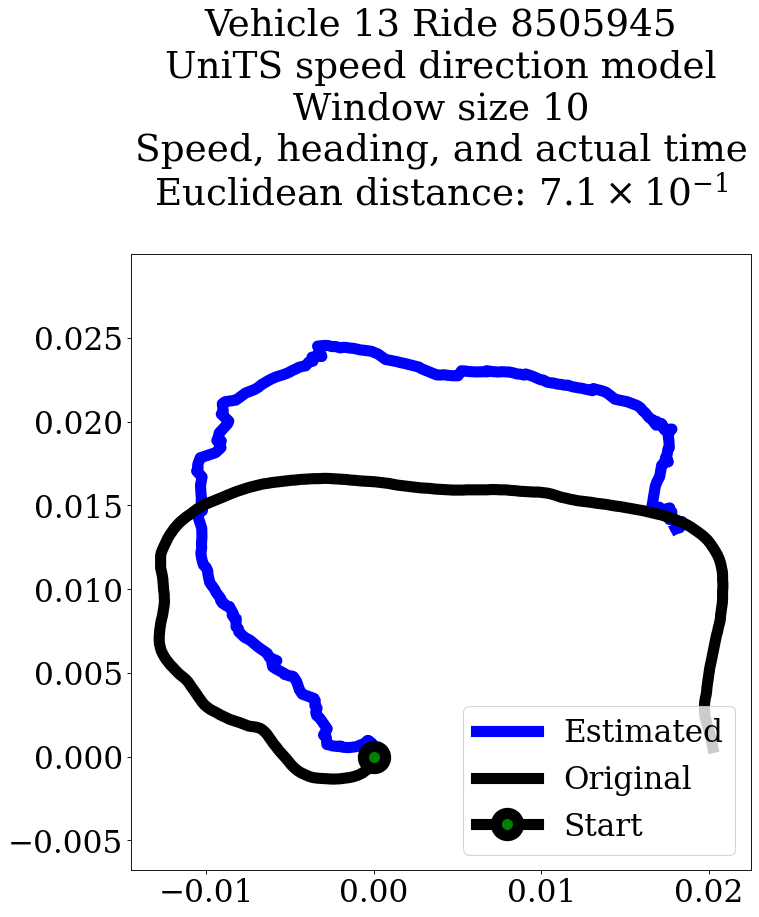 Vehicle 13 Ride 8505945
UniTS speed direction model
Window size 10
Speed, heading, and actual time
Euclidean distance: 7.1 × 10⁻¹
0.025
0.020
0.015
0.010
0.005
0.000
−0.005
−0.01 0.00 0.01 0.02
Estimated
Original
Start